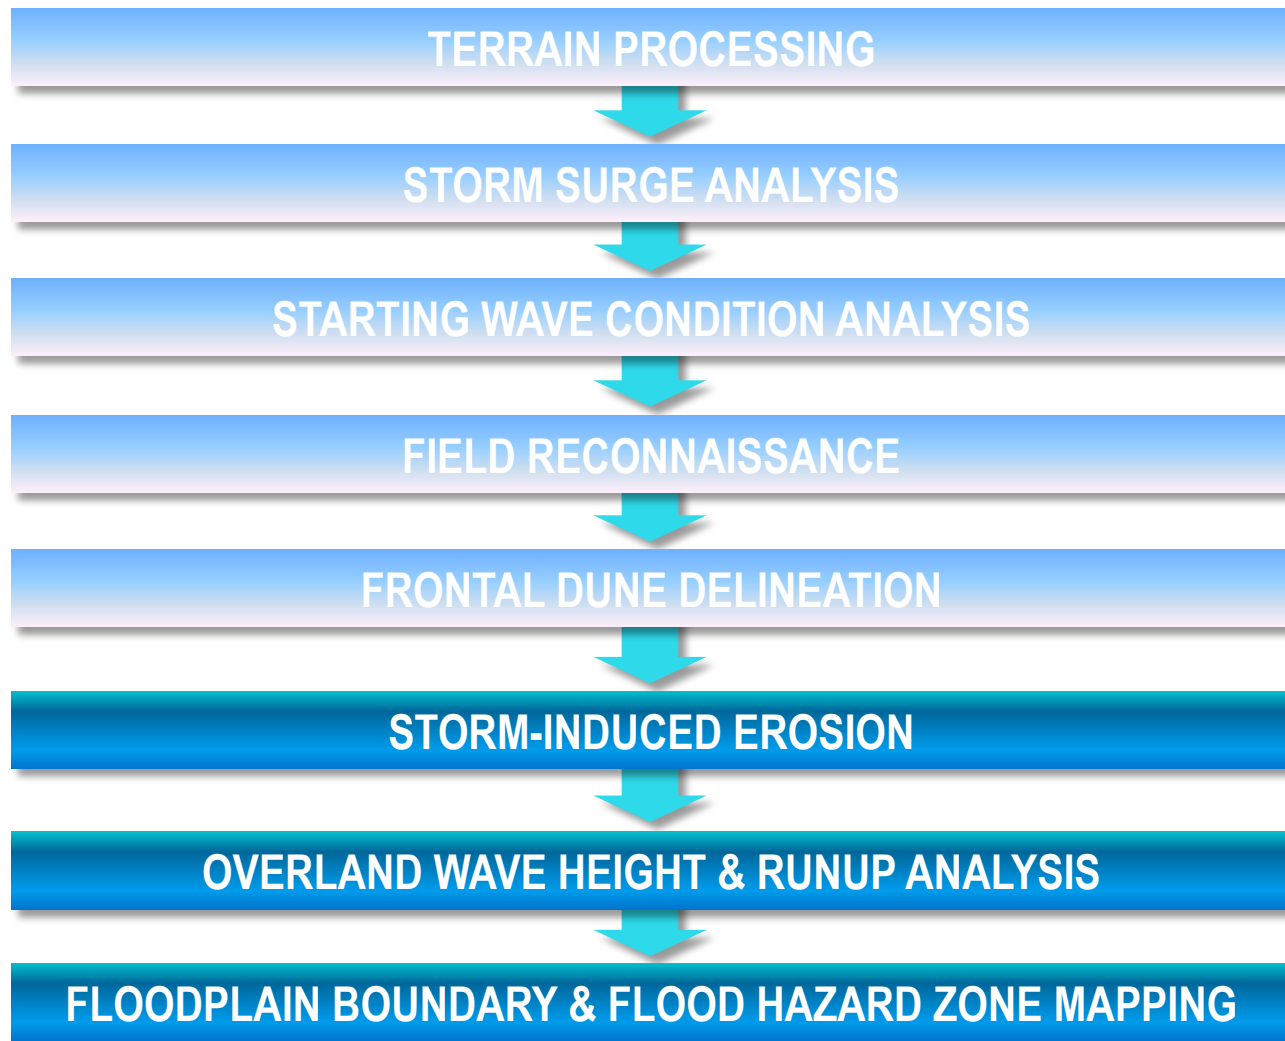 TERRAIN PROCESSING
STORM SURGE ANALYSIS
STARTING WAVE CONDITION ANALYSIS
FIELD RECONNAISSANCE
FRONTAL DUNE DELINEATION
STORM-INDUCED EROSION
OVERLAND WAVE HEIGHT & RUNUP ANALYSIS
FLOODPLAIN BOUNDARY & FLOOD HAZARD ZONE MAPPING